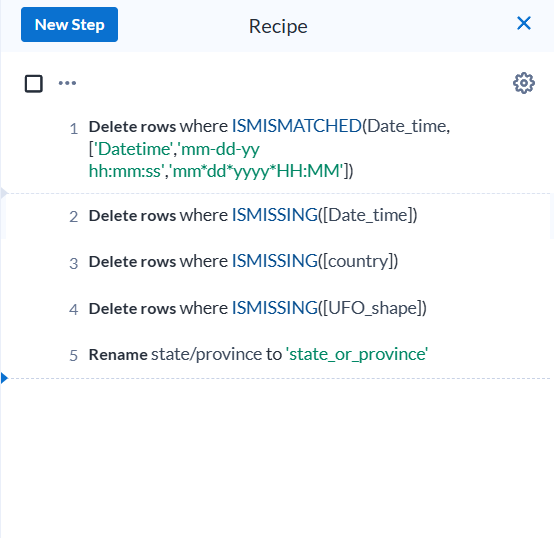 New Step
Recipe
1 Delete rows where ISMISMATCHED(Date_time,
['Datetime','mm-dd-yy
hh:mm:ss','mm*dd*yyyy*HH:MM'])
2 Delete rows where ISMISSING([Date_time])
3 Delete rows where ISMISSING([country])
4 Delete rows where ISMISSING([UFO_shape])
5 Rename state/province to 'state_or_province'